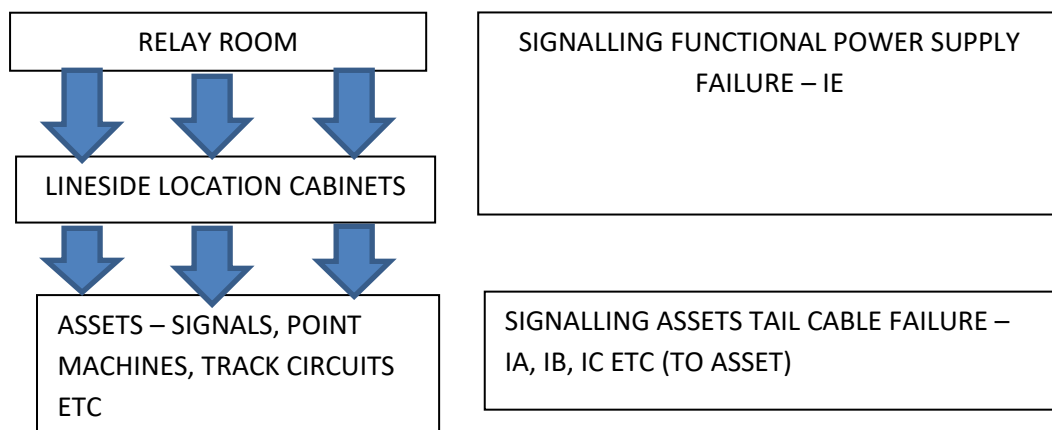 RELAY ROOM
SIGNALLING FUNCTIONAL POWER SUPPLY
FAILURE – IE
LINESIDE LOCATION CABINETS
ASSETS – SIGNALS, POINT
MACHINES, TRACK CIRCUITS
ETC
SIGNALLING ASSETS TAIL CABLE FAILURE –
IA, IB, IC ETC (TO ASSET)